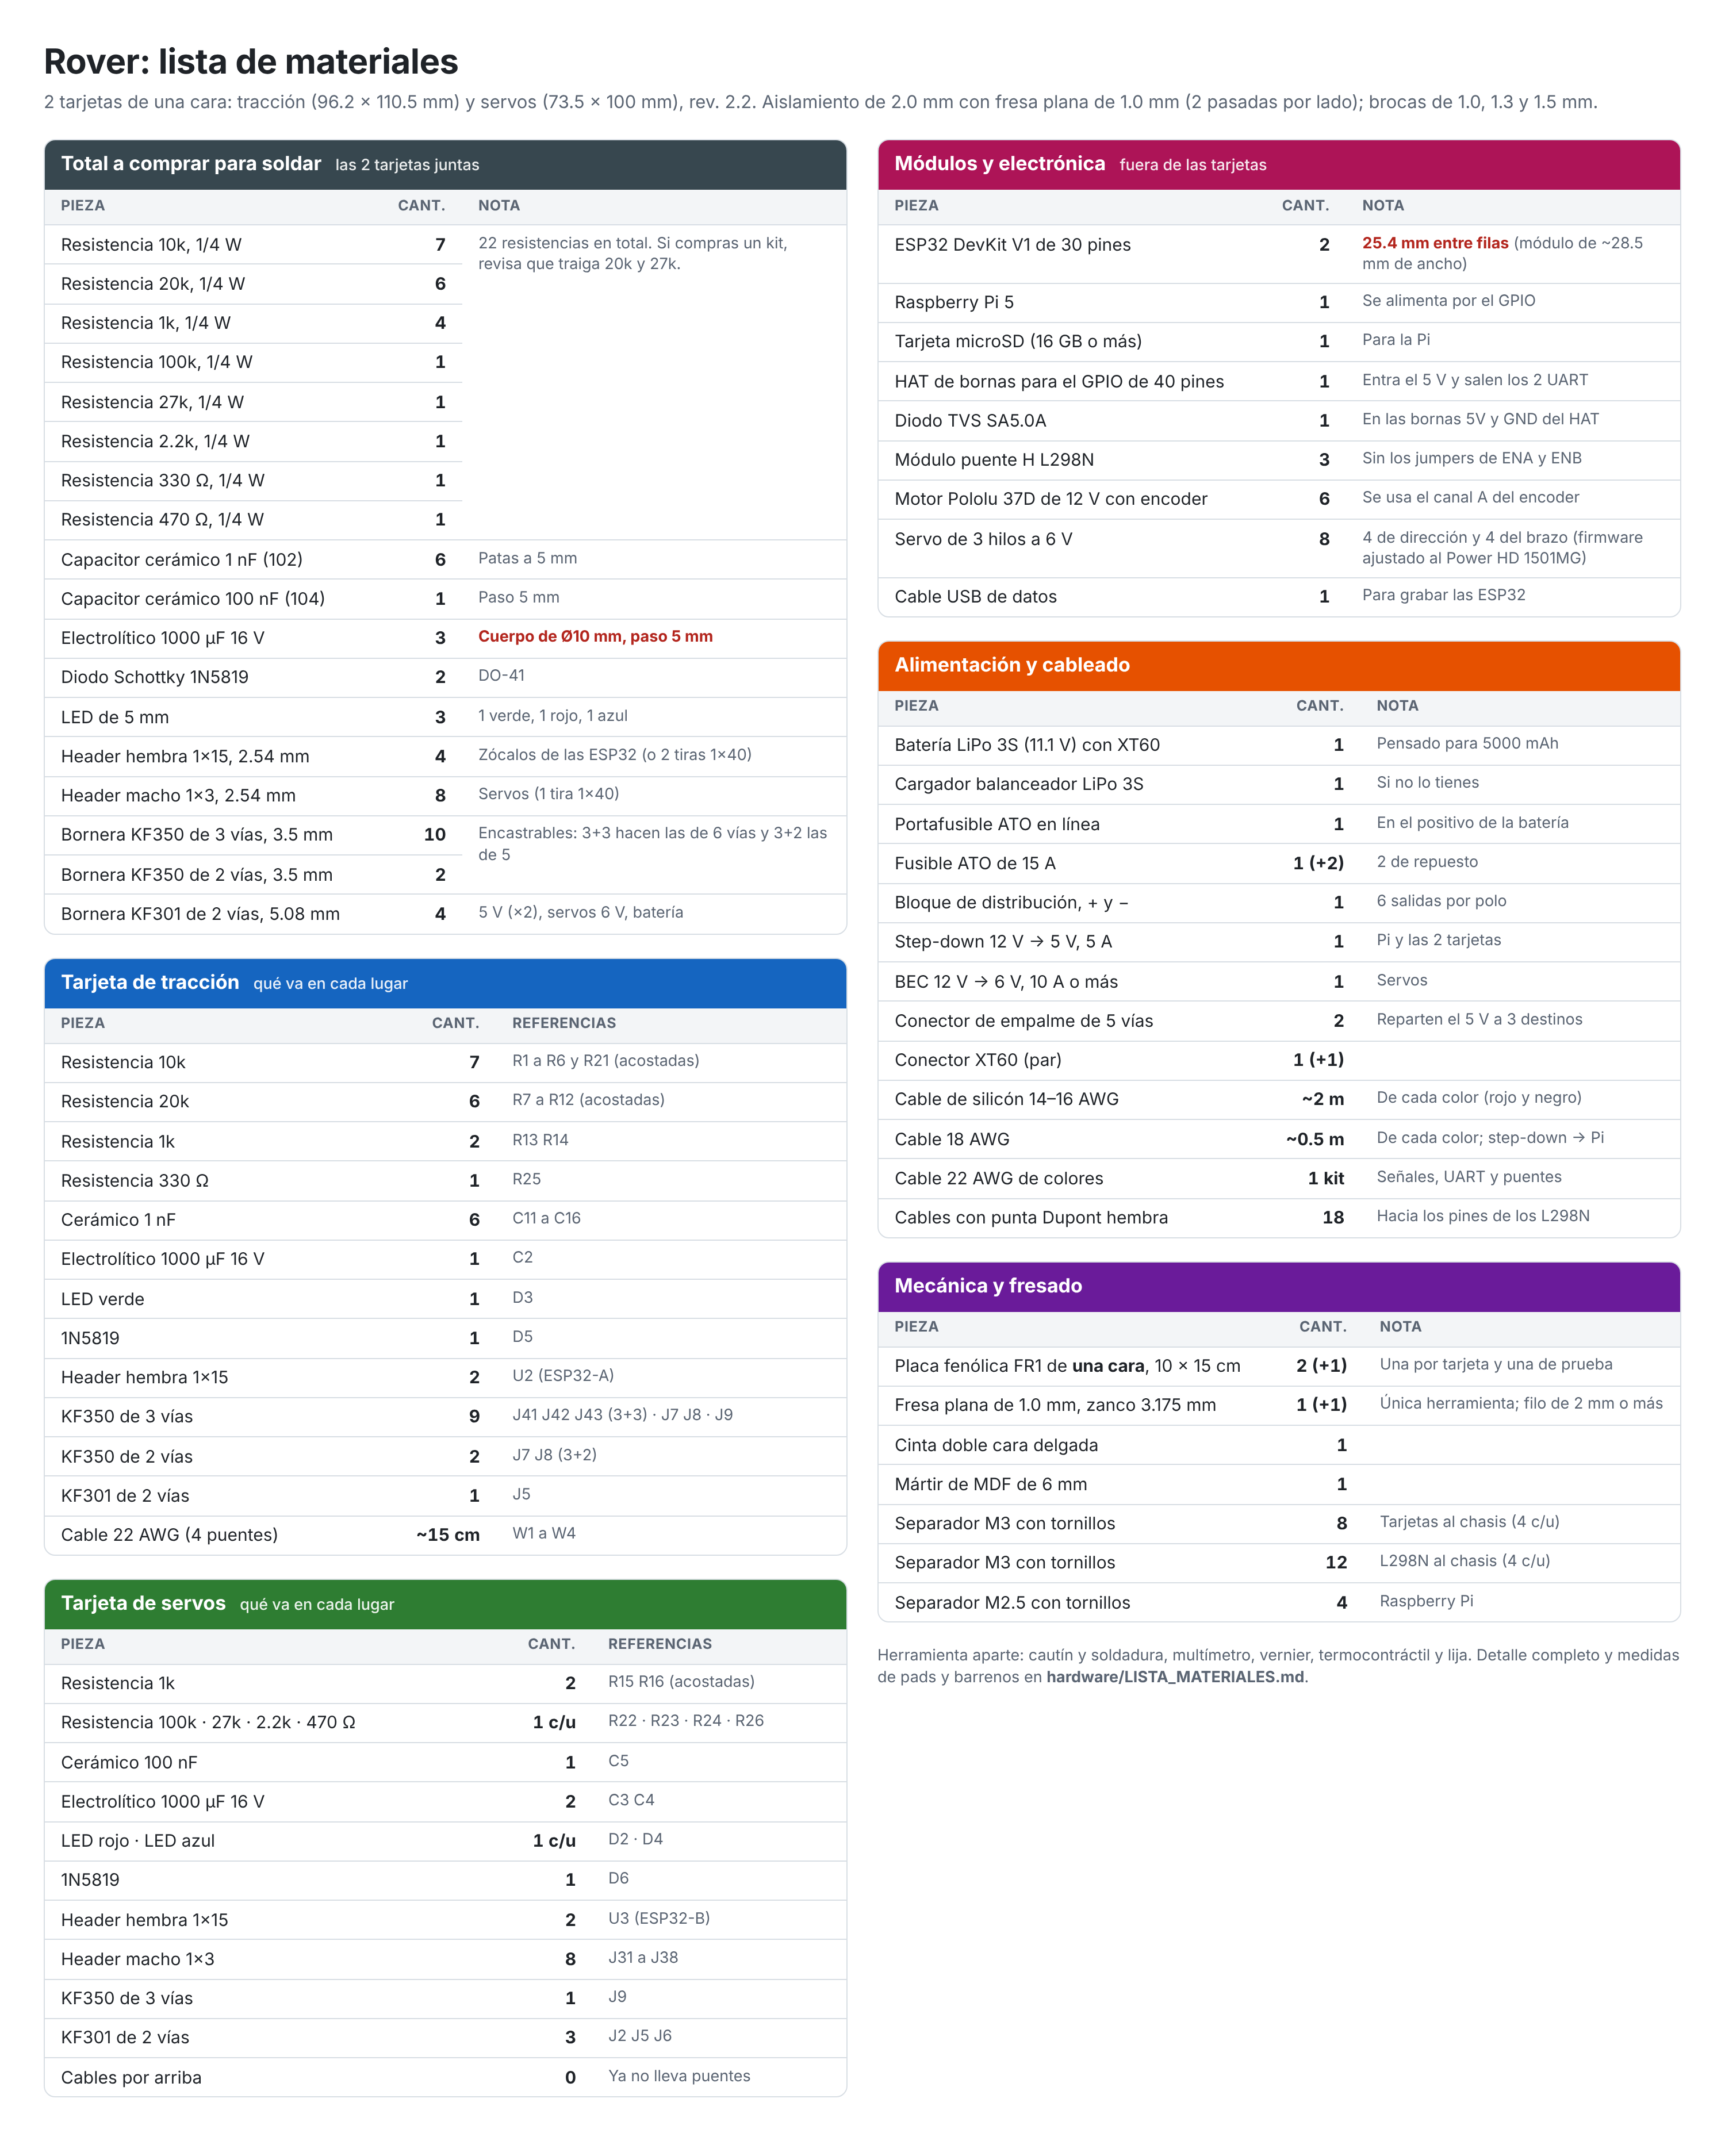 Rover: lista de materiales
2 tarjetas de una cara: tracción (96.2 × 110.5 mm) y servos (73.5 × 100 mm), rev. 2.2. Aislamiento de 2.0 mm con fresa plana de 1.0 mm (2 pasadas por lado); brocas de 1.0, 1.3 y 1.5 mm.
Total a comprar para soldar las 2 tarjetas juntas
PIEZA CANT. NOTA
Resistencia 10k, 1/4 W 7 22 resistencias en total. Si compras un kit,
revisa que traiga 20k y 27k.
Resistencia 20k, 1/4 W 6
Resistencia 1k, 1/4 W 4
Resistencia 100k, 1/4 W 1
Resistencia 27k, 1/4 W 1
Resistencia 2.2k, 1/4 W 1
Resistencia 330 Ω, 1/4 W 1
Resistencia 470 Ω, 1/4 W 1
Capacitor cerámico 1 nF (102) 6 Patas a 5 mm
Capacitor cerámico 100 nF (104) 1 Paso 5 mm
Electrolítico 1000 µF 16 V 3 Cuerpo de Ø10 mm, paso 5 mm
Diodo Schottky 1N5819 2 DO-41
LED de 5 mm 3 1 verde, 1 rojo, 1 azul
Header hembra 1×15, 2.54 mm 4 Zócalos de las ESP32 (o 2 tiras 1×40)
Header macho 1×3, 2.54 mm 8 Servos (1 tira 1×40)
Bornera KF350 de 3 vías, 3.5 mm 10 Encastrables: 3+3 hacen las de 6 vías y 3+2 las
de 5
Bornera KF350 de 2 vías, 3.5 mm 2
Bornera KF301 de 2 vías, 5.08 mm 4 5 V (×2), servos 6 V, batería
Tarjeta de tracción qué va en cada lugar
PIEZA CANT. REFERENCIAS
Resistencia 10k 7 R1 a R6 y R21 (acostadas)
Resistencia 20k 6 R7 a R12 (acostadas)
Resistencia 1k 2 R13 R14
Resistencia 330 Ω 1 R25
Cerámico 1 nF 6 C11 a C16
Electrolítico 1000 µF 16 V 1 C2
LED verde 1 D3
1N5819 1 D5
Header hembra 1×15 2 U2 (ESP32-A)
KF350 de 3 vías 9 J41 J42 J43 (3+3) · J7 J8 · J9
KF350 de 2 vías 2 J7 J8 (3+2)
KF301 de 2 vías 1 J5
Cable 22 AWG (4 puentes) ~15 cm W1 a W4
Tarjeta de servos qué va en cada lugar
PIEZA CANT. REFERENCIAS
Resistencia 1k 2 R15 R16 (acostadas)
Resistencia 100k · 27k · 2.2k · 470 Ω 1 c/u R22 · R23 · R24 · R26
Cerámico 100 nF 1 C5
Electrolítico 1000 µF 16 V 2 C3 C4
LED rojo · LED azul 1 c/u D2 · D4
1N5819 1 D6
Header hembra 1×15 2 U3 (ESP32-B)
Header macho 1×3 8 J31 a J38
KF350 de 3 vías 1 J9
KF301 de 2 vías 3 J2 J5 J6
Cables por arriba 0 Ya no lleva puentes
Módulos y electrónica fuera de las tarjetas
PIEZA CANT. NOTA
ESP32 DevKit V1 de 30 pines 2 25.4 mm entre filas (módulo de ~28.5
mm de ancho)
Raspberry Pi 5 1 Se alimenta por el GPIO
Tarjeta microSD (16 GB o más) 1 Para la Pi
HAT de bornas para el GPIO de 40 pines 1 Entra el 5 V y salen los 2 UART
Diodo TVS SA5.0A 1 En las bornas 5V y GND del HAT
Módulo puente H L298N 3 Sin los jumpers de ENA y ENB
Motor Pololu 37D de 12 V con encoder 6 Se usa el canal A del encoder
Servo de 3 hilos a 6 V 8 4 de dirección y 4 del brazo (firmware
ajustado al Power HD 1501MG)
Cable USB de datos 1 Para grabar las ESP32
Alimentación y cableado
PIEZA CANT. NOTA
Batería LiPo 3S (11.1 V) con XT60 1 Pensado para 5000 mAh
Cargador balanceador LiPo 3S 1 Si no lo tienes
Portafusible ATO en línea 1 En el positivo de la batería
Fusible ATO de 15 A 1 (+2) 2 de repuesto
Bloque de distribución, + y − 1 6 salidas por polo
Step-down 12 V → 5 V, 5 A 1 Pi y las 2 tarjetas
BEC 12 V → 6 V, 10 A o más 1 Servos
Conector de empalme de 5 vías 2 Reparten el 5 V a 3 destinos
Conector XT60 (par) 1 (+1)
Cable de silicón 14–16 AWG ~2 m De cada color (rojo y negro)
Cable 18 AWG ~0.5 m De cada color; step-down → Pi
Cable 22 AWG de colores 1 kit Señales, UART y puentes
Cables con punta Dupont hembra 18 Hacia los pines de los L298N
Mecánica y fresado
PIEZA CANT. NOTA
Placa fenólica FR1 de una cara, 10 × 15 cm 2 (+1) Una por tarjeta y una de prueba
Fresa plana de 1.0 mm, zanco 3.175 mm 1 (+1) Única herramienta; filo de 2 mm o más
Cinta doble cara delgada 1
Mártir de MDF de 6 mm 1
Separador M3 con tornillos 8 Tarjetas al chasis (4 c/u)
Separador M3 con tornillos 12 L298N al chasis (4 c/u)
Separador M2.5 con tornillos 4 Raspberry Pi
Herramienta aparte: cautín y soldadura, multímetro, vernier, termocontráctil y lija. Detalle completo y medidas
de pads y barrenos en hardware/LISTA_MATERIALES.md.